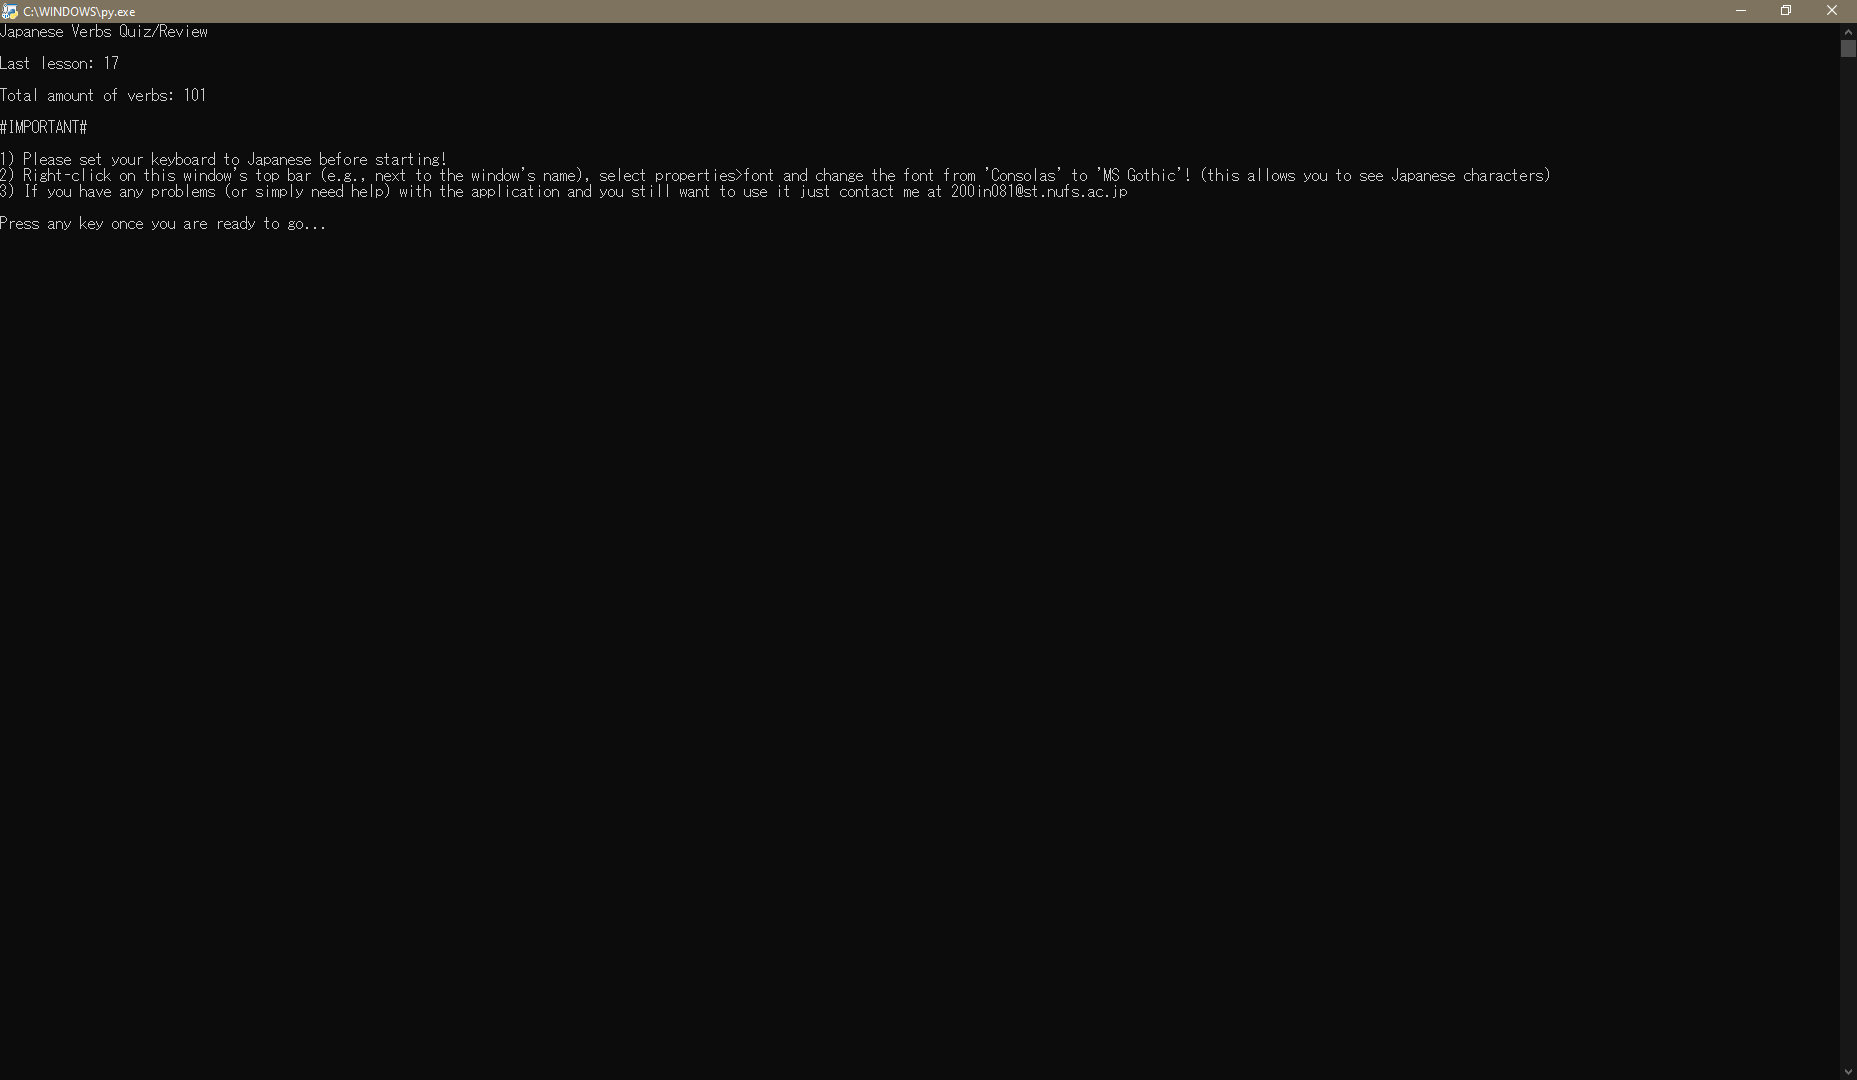 C:\WINDOWS\py.exe
Japanese Verbs Quiz/Review
Last lesson: 17
Total amount of verbs: 101
#IMPORTANT#
1) Please set your keyboard to Japanese before starting!
2) Right-click on this window's top bar (e.g., next to the window's name), select properties>font and change the font from 'Consolas' to 'MS Gothic'! (this allows you to see Japanese characters)
3) If you have any problems (or simply need help) with the application and you still want to use it just contact me at 200in081@st.nufs.ac.jp
Press any key once you are ready to go...